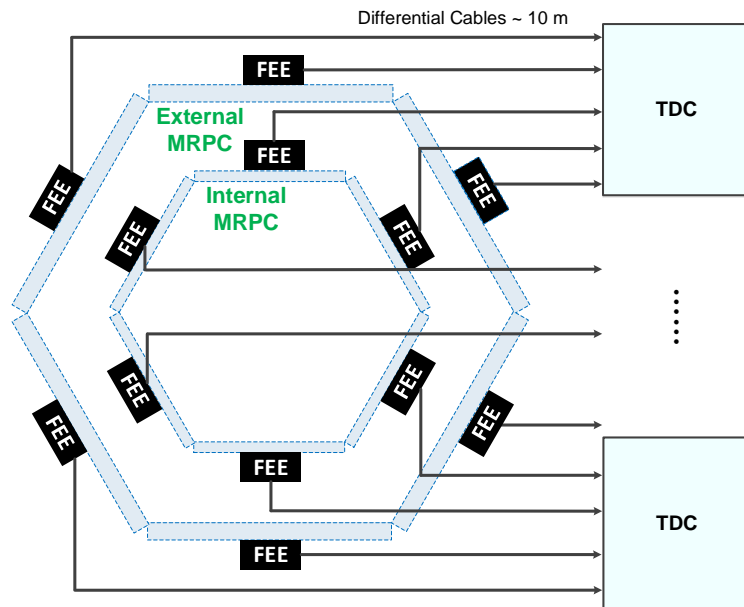 Differential Cables ~ 10 m
FEE
TDC
External
MRPC
FEE
Internal
MRPC
FEE
FEE
FEE
FEE
......
FEE
FEE
FEE
FEE
FEE
FEE
TDC